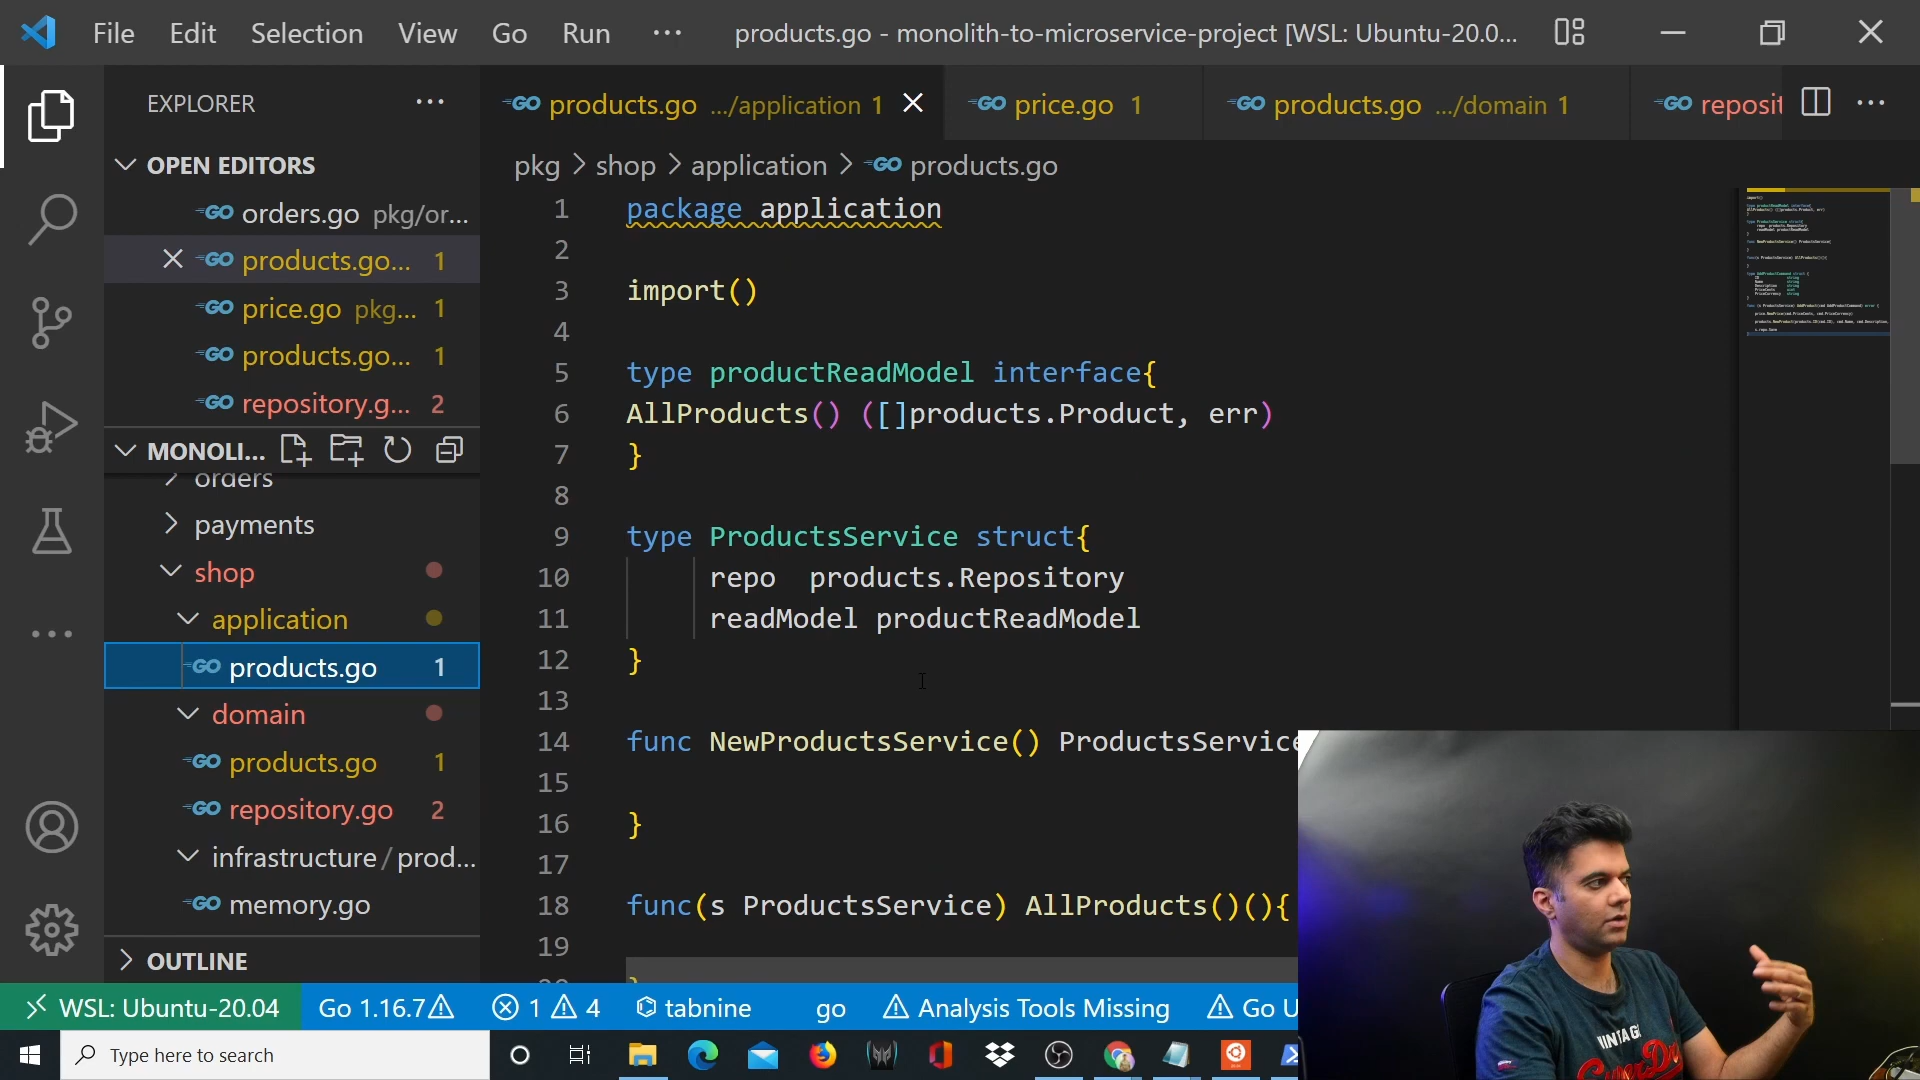 File Edit Selection View Go Run ··· products.go - monolith-to-microservice-project [WSL: Ubuntu-20.0...
EXPLORER ···
products.go .../application 1
price.go 1
products.go .../domain 1
reposit
···
OPEN EDITORS
orders.go pkg/or...
products.go... 1
price.go pkg... 1
products.go... 1
repository.g... 2
MONOLI...
orders
payments
shop
application
products.go 1
domain
products.go 1
repository.go 2
infrastructure / prod...
memory.go
OUTLINE
pkg > shop > application > products.go
1 package application
2
3 import()
4
5 type productReadModel interface{
6 AllProducts() ([]products.Product, err)
7 }
8
9 type ProductsService struct{
10 repo  products.Repository
11 readModel productReadModel
12 }
13
14 func NewProductsService() ProductsService
15
16 }
17
18 func(s ProductsService) AllProducts()(){
19
WSL: Ubuntu-20.04 Go 1.16.7 1 4 tabnine go Analysis Tools Missing Go U
Type here to search